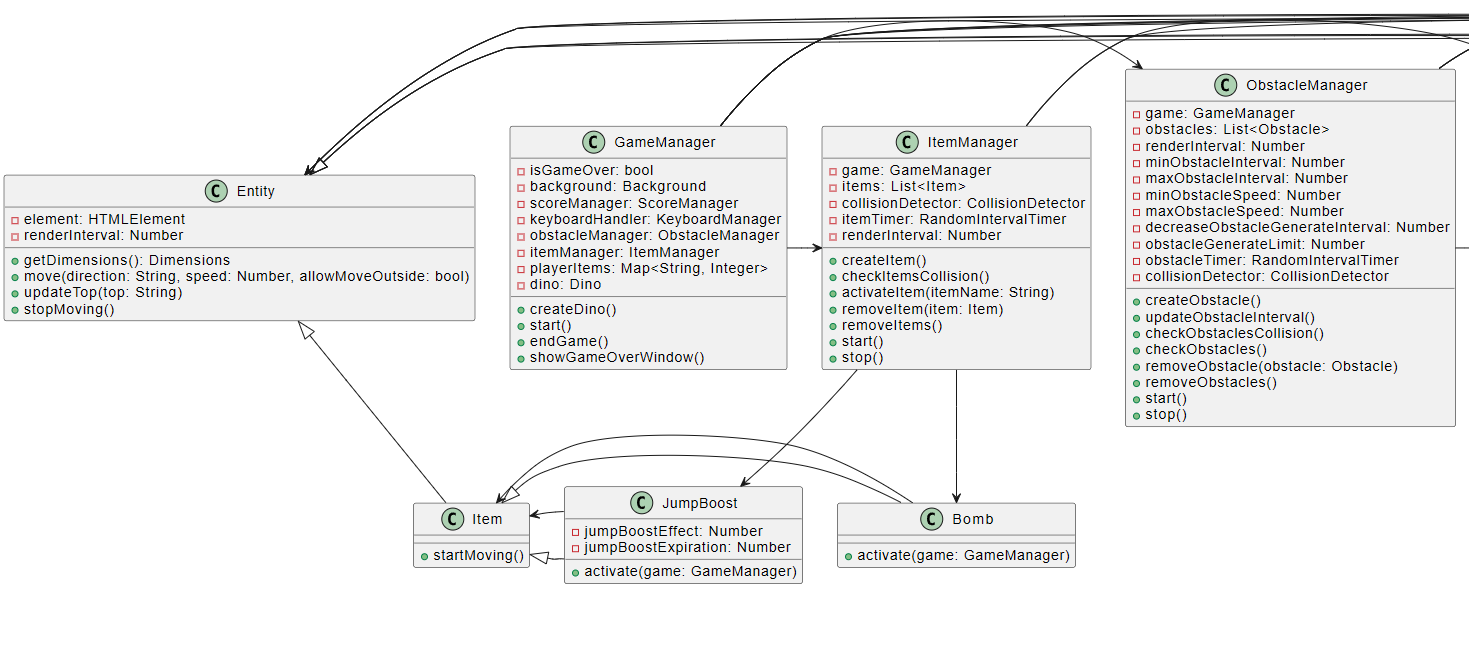 C Entity
element: HTMLElement
renderInterval: Number
getDimensions(): Dimensions
move(direction: String, speed: Number, allowMoveOutside: bool)
updateTop(top: String)
stopMoving()
C GameManager
isGameOver: bool
background: Background
scoreManager: ScoreManager
keyboardHandler: KeyboardManager
obstacleManager: ObstacleManager
itemManager: ItemManager
playerItems: Map<String, Integer>
dino: Dino
createDino()
start()
endGame()
showGameOverWindow()
C ItemManager
game: GameManager
items: List<Item>
collisionDetector: CollisionDetector
itemTimer: RandomIntervalTimer
renderInterval: Number
createItem()
checkItemsCollision()
activateItem(itemName: String)
removeItem(item: Item)
removeItems()
start()
stop()
C ObstacleManager
game: GameManager
obstacles: List<Obstacle>
renderInterval: Number
minObstacleInterval: Number
maxObstacleInterval: Number
minObstacleSpeed: Number
maxObstacleSpeed: Number
decreaseObstacleGenerateInterval: Number
obstacleGenerateLimit: Number
obstacleTimer: RandomIntervalTimer
collisionDetector: CollisionDetector
createObstacle()
updateObstacleInterval()
checkObstaclesCollision()
checkObstacles()
removeObstacle(obstacle: Obstacle)
removeObstacles()
start()
stop()
C Item
startMoving()
C JumpBoost
jumpBoostEffect: Number
jumpBoostExpiration: Number
activate(game: GameManager)
C Bomb
activate(game: GameManager)